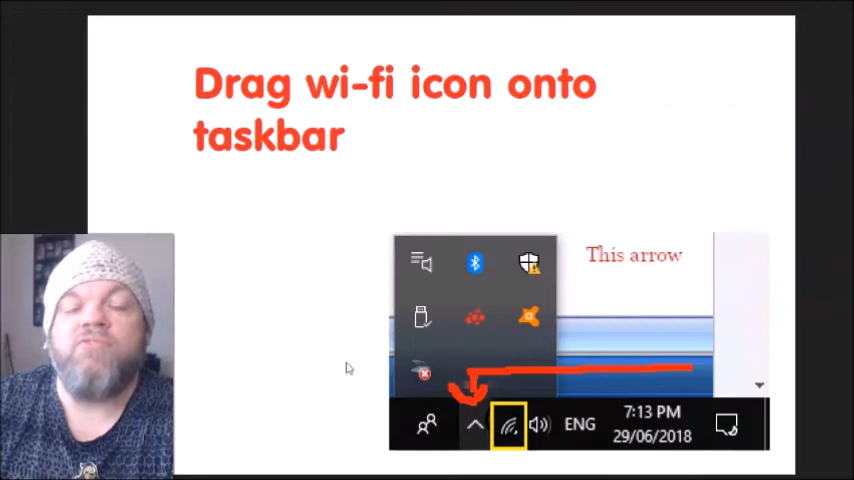 Drag wi-fi icon onto
taskbar
This arrow
ENG
7:13 PM
29/06/2018